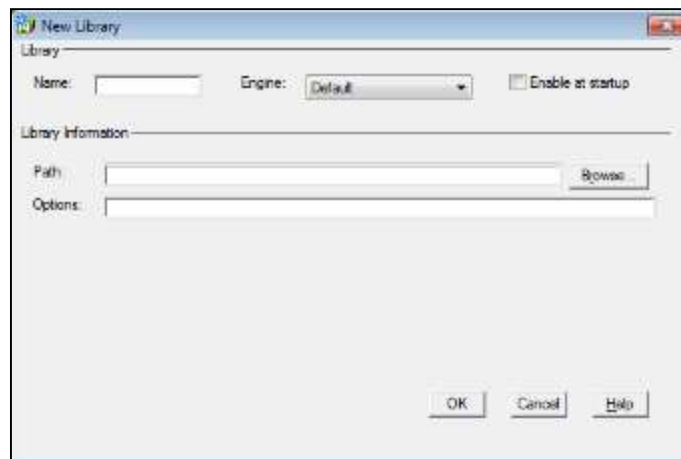 New Library
Library
Name:
Engine:
Default
Enable at startup
Library Information
Path:
Browse...
Options:
OK
Cancel
Help